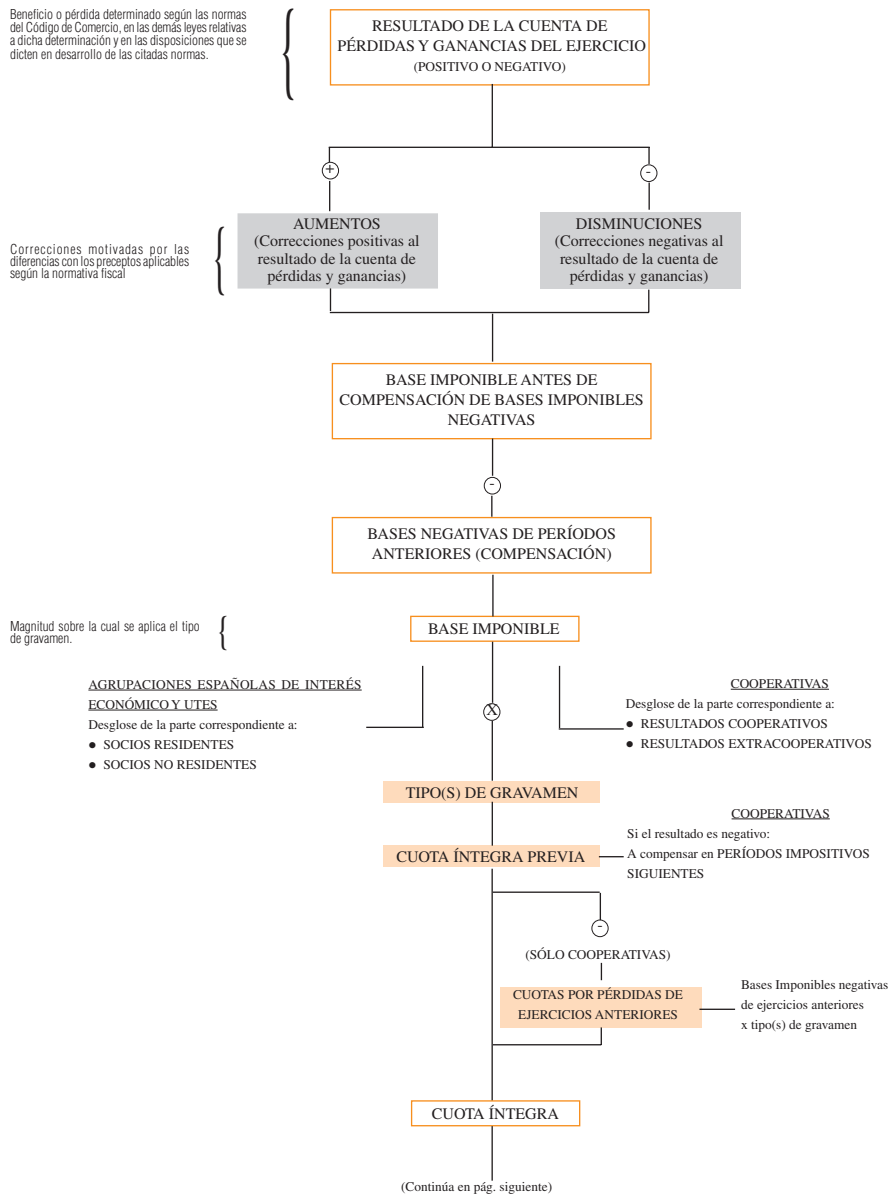 Beneficio o pérdida determinado según las normas
del Código de Comercio, en las demás leyes relativas
a dicha determinación y en las disposiciones que se
dicten en desarrollo de las citadas normas.
RESULTADO DE LA CUENTA DE
PÉRDIDAS Y GANANCIAS DEL EJERCICIO
(POSITIVO O NEGATIVO)
+
-
Correcciones motivadas por las
diferencias con los preceptos aplicables
según la normativa fiscal
AUMENTOS
(Correcciones positivas al
resultado de la cuenta de
pérdidas y ganancias)
DISMINUCIONES
(Correcciones negativas al
resultado de la cuenta de
pérdidas y ganancias)
BASE IMPONIBLE ANTES DE
COMPENSACIÓN DE BASES IMPONIBLES
NEGATIVAS
-
BASES NEGATIVAS DE PERÍODOS
ANTERIORES (COMPENSACIÓN)
Magnitud sobre la cual se aplica el tipo
de gravamen.
BASE IMPONIBLE
AGRUPACIONES ESPAÑOLAS DE INTERÉS
ECONÓMICO Y UTES
Desglose de la parte correspondiente a:
● SOCIOS RESIDENTES
● SOCIOS NO RESIDENTES
X
COOPERATIVAS
Desglose de la parte correspondiente a:
● RESULTADOS COOPERATIVOS
● RESULTADOS EXTRACOOPERATIVOS
TIPO(S) DE GRAVAMEN
CUOTA ÍNTEGRA PREVIA
COOPERATIVAS
Si el resultado es negativo:
A compensar en PERÍODOS IMPOSITIVOS
SIGUIENTES
-
(SÓLO COOPERATIVAS)
CUOTAS POR PÉRDIDAS DE
EJERCICIOS ANTERIORES
Bases Imponibles negativas
de ejercicios anteriores
x tipo(s) de gravamen
CUOTA ÍNTEGRA
(Continúa en pág. siguiente)